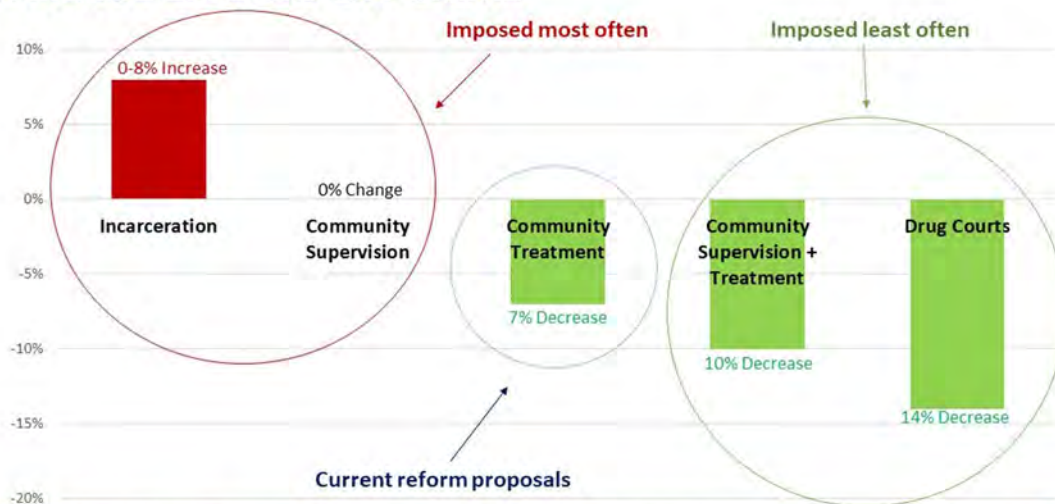 Imposed most often
Imposed least often
10%
0-8% Increase
5%
0% Change
0%
Incarceration
Community
Supervision
Community
Treatment
Community
Supervision +
Treatment
Drug Courts
-5%
7% Decrease
-10%
10% Decrease
-15%
14% Decrease
Current reform proposals
-20%